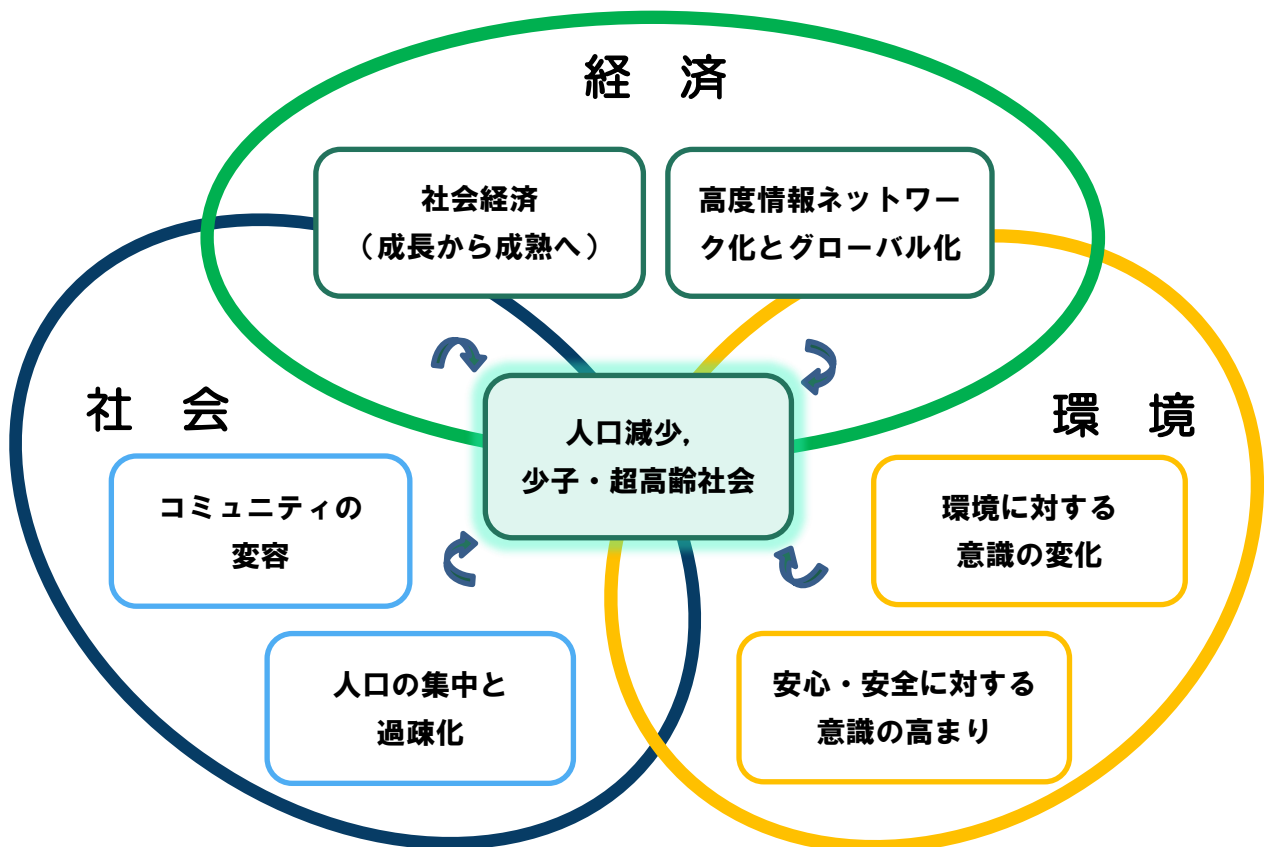 経　済
社会経済
（成長から成熟へ）
高度情報ネットワー
ク化とグローバル化
社　会
環　境
人口減少，
少子・超高齢社会
コミュニティの
変容
環境に対する
意識の変化
人口の集中と
過疎化
安心・安全に対する
意識の高まり